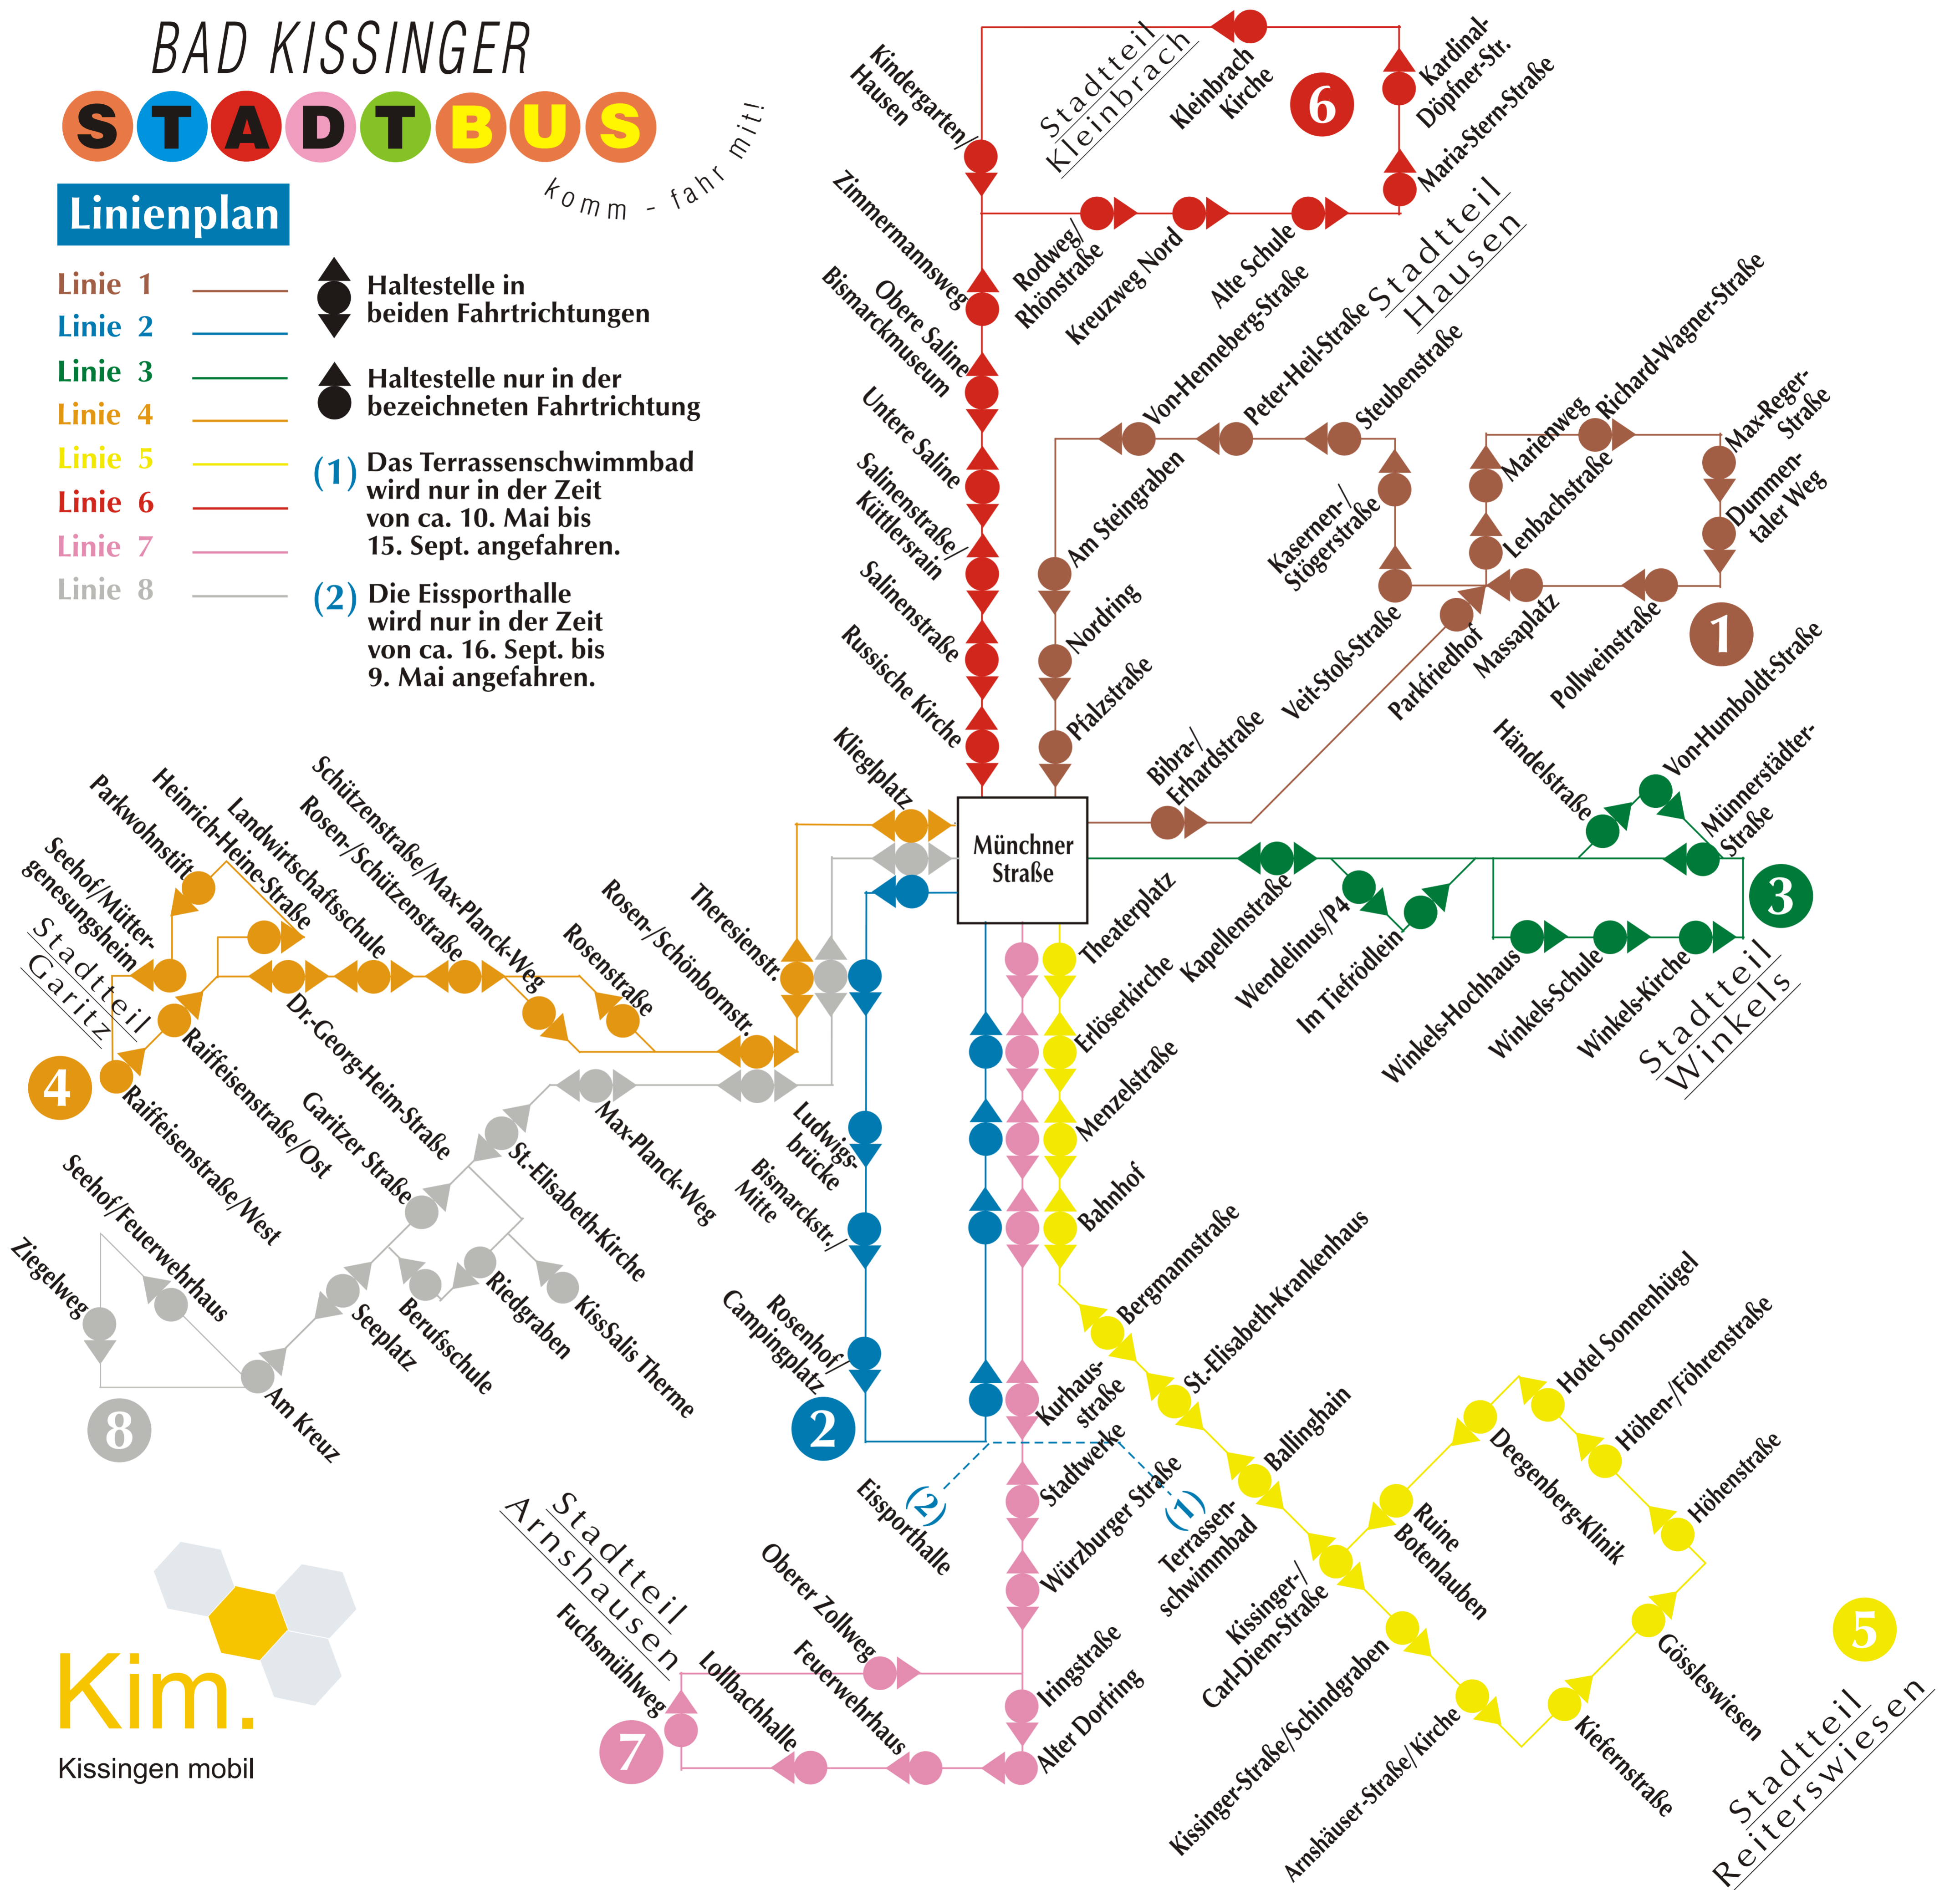 BAD KISSINGER
STADTBUS
komm - fahr mit!
Linienplan
Linie 1
Linie 2
Linie 3
Linie 4
Linie 5
Linie 6
Linie 7
Linie 8
Haltestelle in
beiden Fahrtrichtungen
Haltestelle nur in der
bezeichneten Fahrtrichtung
(1) Das Terrassenschwimmbad
wird nur in der Zeit
von ca. 10. Mai bis
15. Sept. angefahren.
(2) Die Eissporthalle
wird nur in der Zeit
von ca. 16. Sept. bis
9. Mai angefahren.
Kindergarten/
Hausen
Stadtteil
Kleinbrach
Kleinbrach
Kirche
6
Kardinal-
Döpfner-Str.
Maria-Stern-Straße
Zimmermannsweg
Rodweg/
Rhönstraße
Kreuzweg Nord
Alte Schule
Stadtteil
Hausen
Obere Saline
Bismarckmuseum
Untere Saline
Salinenstraße/
Küttlersrain
Salinenstraße
Russische Kirche
Von-Henneberg-Straße
Peter-Heil-Straße
Steubenstraße
Am Steingraben
Nordring
Pfalzstraße
Kasernen-/
Stögerstraße
Veit-Stoß-Straße
Marienweg
Lenbachstraße
Richard-Wagner-Straße
Max-Reger-
Straße
Dummen-
taler Weg
Parkfriedhof
Massaplatz
Pollweinstraße
1
Bibra-/
Erhardstraße
Münchner
Straße
Klieglplatz
Theresienstr.
Händelstraße
Von-Humboldt-Straße
Münnerstädter-
Straße
3
Kapellenstraße
Wendelinus/P4
Im Tiefrödlein
Winkels-Hochhaus
Winkels-Schule
Winkels-Kirche
Stadtteil
Winkels
Schützenstraße/Max-Planck-Weg
Rosen-/Schützenstraße
Landwirtschaftsschule
Heinrich-Heine-Straße
Parkwohnstift
Seehof/Mütter-
genesungsheim
Stadtteil
Garitz
4
Rosenstraße
Rosen-/Schönbornstr.
Raiffeisenstraße/West
Raiffeisenstraße/Ost
Dr.-Georg-Heim-Straße
Garitzer Straße
Max-Planck-Weg
St.-Elisabeth-Kirche
Ludwigs-
brücke
Bismarckstr./
Mitte
Rosenhof/
Campingplatz
2
Seehof/Feuerwehrhaus
Ziegelweg
8
Am Kreuz
Seeplatz
Berufsschule
Riedgraben
KissSalis Therme
Theaterplatz
Erlöserkirche
Menzelstraße
Bahnhof
Bergmannstraße
St.-Elisabeth-Krankenhaus
Ballinghain
Kurhaus-
straße
Stadtwerke
Würzburger Straße
(2)
Eissporthalle
(1)
Terrassen-
schwimmbad
Kissinger-/
Carl-Diem-Straße
Ruine
Botenlauben
Deegenberg-Klinik
Hotel Sonnenhügel
Höhen-/Föhrenstraße
Höhenstraße
Gössleswiesen
Kiefernstraße
Arnshäuser-Straße/Kirche
Kissinger-Straße/Schindgraben
5
Stadtteil
Reiterswiesen
Stadtteil
Arnshausen
Fuchsmühlweg
7
Lollbachhalle
Feuerwehrhaus
Oberer Zollweg
Iringstraße
Alter Dorfring
Kim.
Kissingen mobil